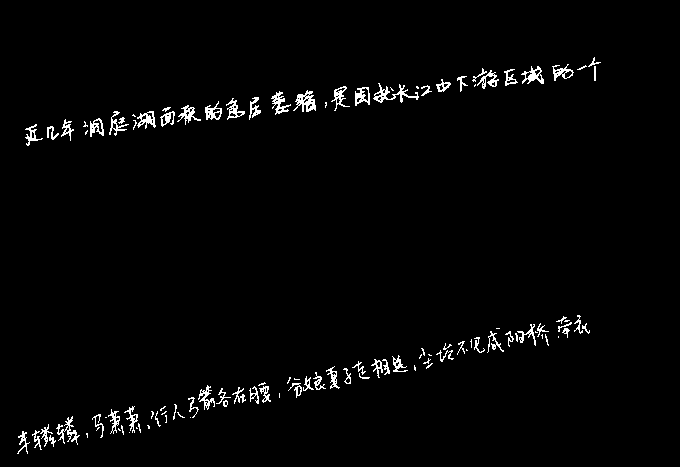 近几年洞庭湖面积的急居萎缩,是因我长江中下游区域的一个
车辚辚,马萧萧,行人弓箭各在腰,爷娘妻子走相送,尘埃不见咸阳桥.牵衣